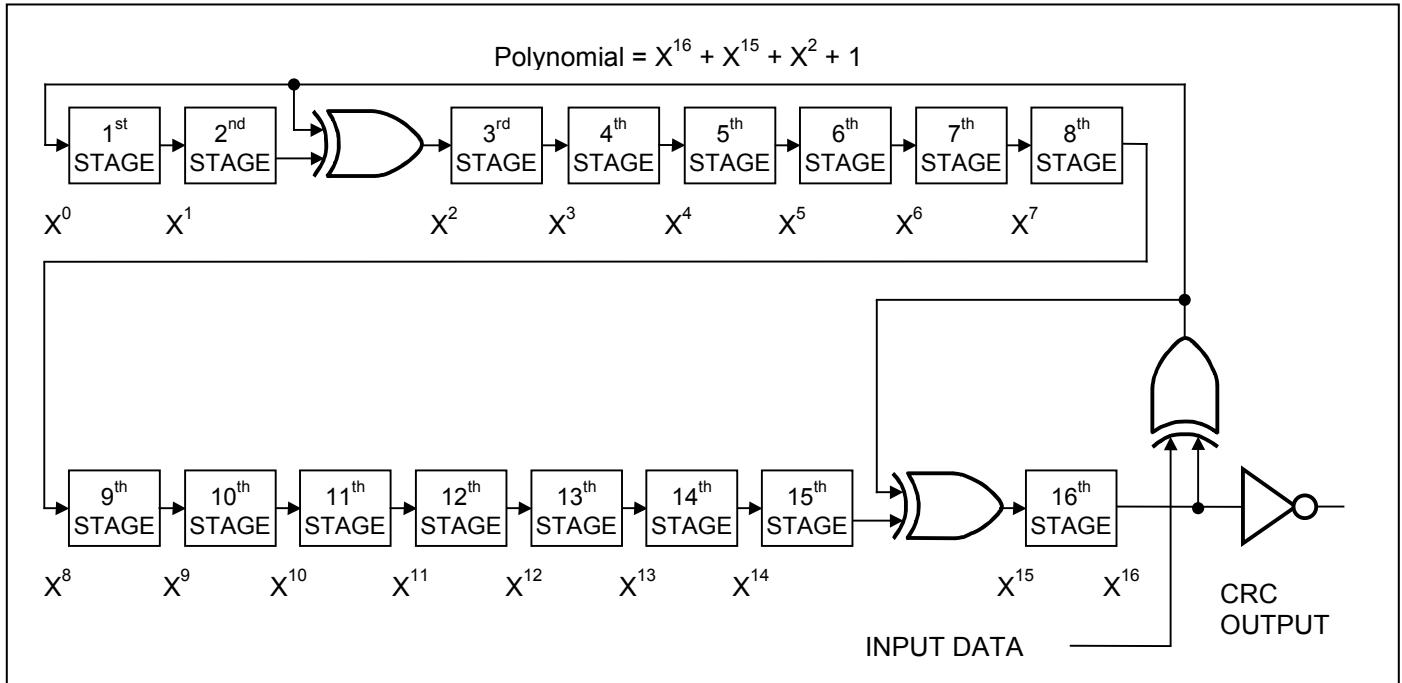 Polynomial = X¹⁶ + X¹⁵ + X² + 1
1ˢᵗ STAGE
2ⁿᵈ STAGE
3ʳᵈ STAGE
4ᵗʰ STAGE
5ᵗʰ STAGE
6ᵗʰ STAGE
7ᵗʰ STAGE
8ᵗʰ STAGE
X⁰ X¹ X² X³ X⁴ X⁵ X⁶ X⁷
9ᵗʰ STAGE
10ᵗʰ STAGE
11ᵗʰ STAGE
12ᵗʰ STAGE
13ᵗʰ STAGE
14ᵗʰ STAGE
15ᵗʰ STAGE
16ᵗʰ STAGE
X⁸ X⁹ X¹⁰ X¹¹ X¹² X¹³ X¹⁴ X¹⁵ X¹⁶
CRC
OUTPUT
INPUT DATA